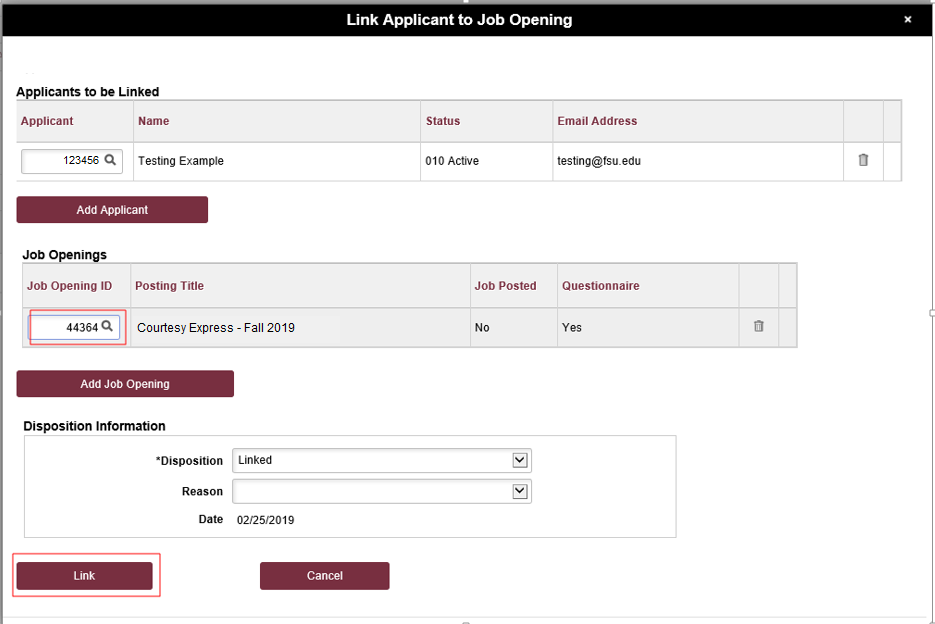 Link Applicant to Job Opening ×
Applicants to be Linked
Applicant Name Status Email Address
123456 Testing Example 010 Active testing@fsu.edu
Add Applicant
Job Openings
Job Opening ID Posting Title Job Posted Questionnaire
44364 Courtesy Express - Fall 2019 No Yes
Add Job Opening
Disposition Information
*Disposition Linked
Reason
Date 02/25/2019
Link Cancel